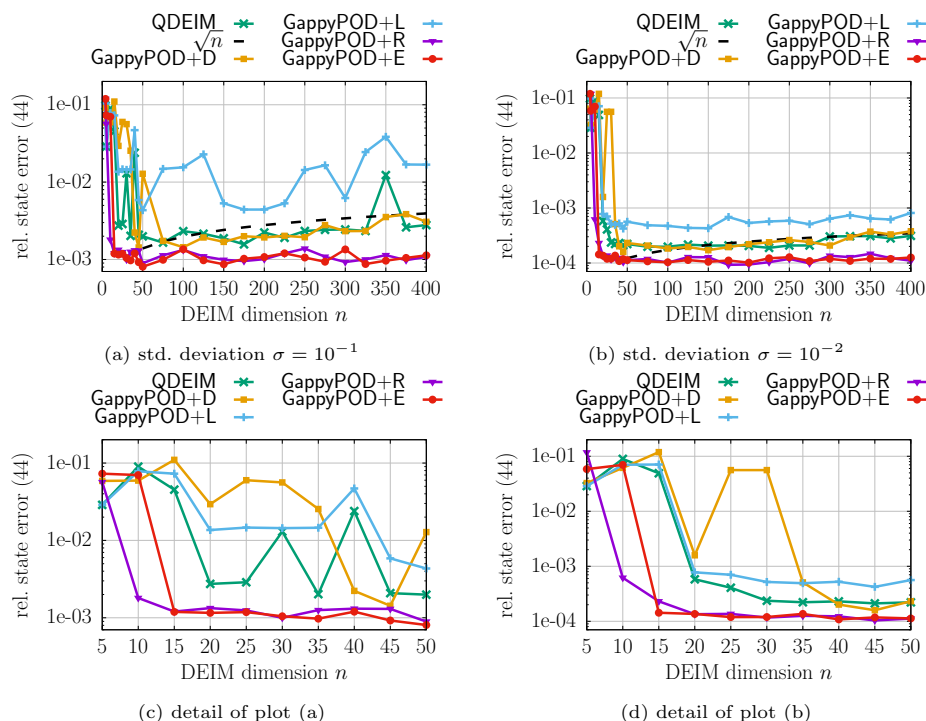 QDEIM GappyPOD+L
√n GappyPOD+R
GappyPOD+D GappyPOD+E
rel. state error (44)
1e-01
1e-02
1e-03
0 50 100 150 200 250 300 350 400
DEIM dimension n
(a) std. deviation σ = 10⁻¹
QDEIM GappyPOD+L
√n GappyPOD+R
GappyPOD+D GappyPOD+E
rel. state error (44)
1e-01
1e-02
1e-03
1e-04
0 50 100 150 200 250 300 350 400
DEIM dimension n
(b) std. deviation σ = 10⁻²
QDEIM GappyPOD+R
GappyPOD+D GappyPOD+E
GappyPOD+L
rel. state error (44)
1e-01
1e-02
1e-03
5 10 15 20 25 30 35 40 45 50
DEIM dimension n
(c) detail of plot (a)
QDEIM GappyPOD+R
GappyPOD+D GappyPOD+E
GappyPOD+L
rel. state error (44)
1e-01
1e-02
1e-03
1e-04
5 10 15 20 25 30 35 40 45 50
DEIM dimension n
(d) detail of plot (b)